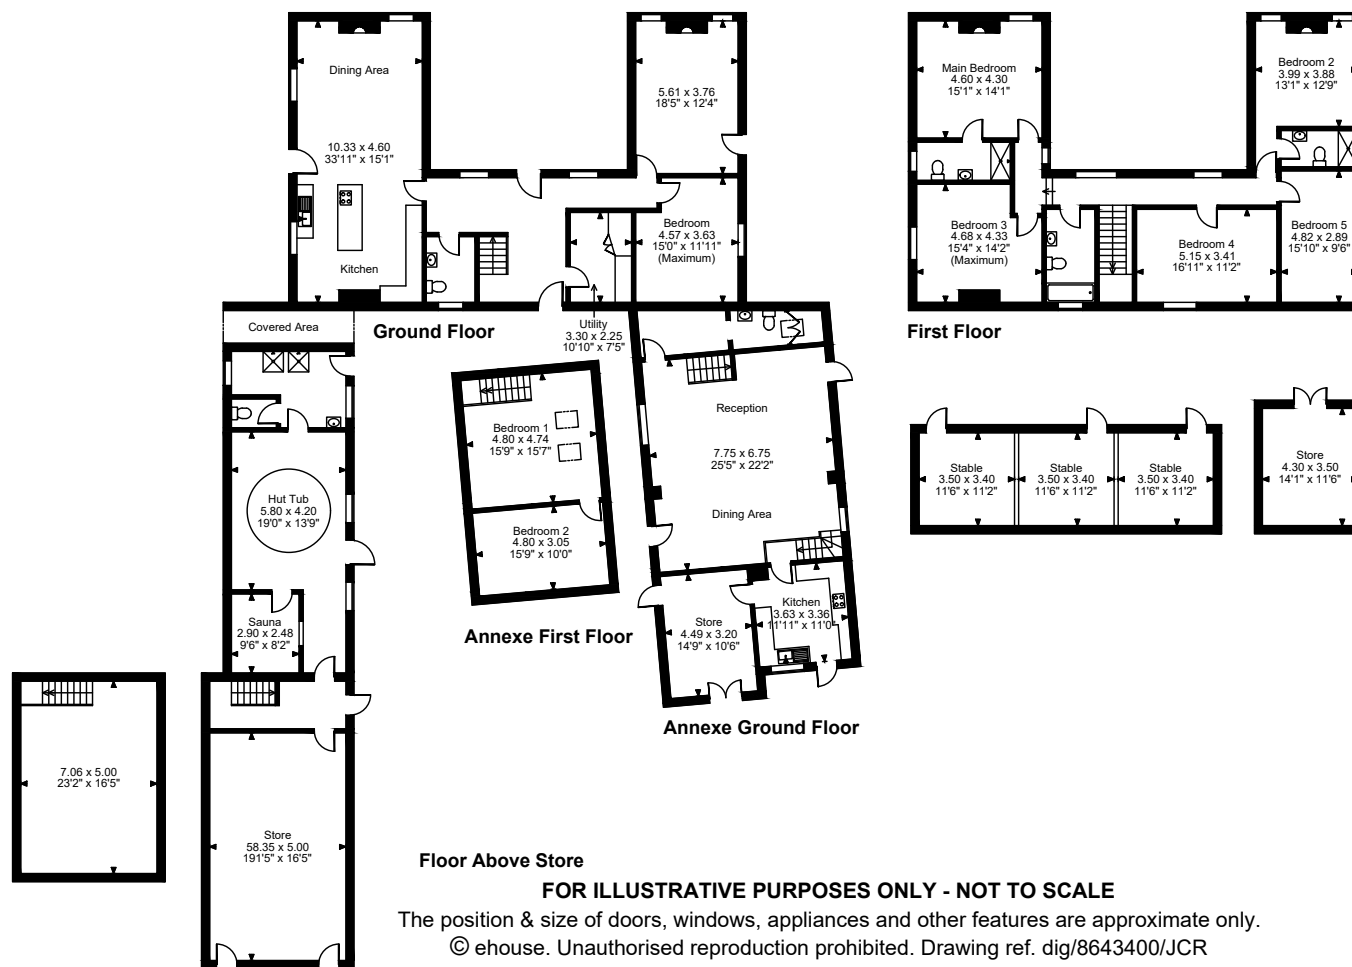 Dining Area
10.33 x 4.60
33'11" x 15'1"
Kitchen
5.61 x 3.76
18'5" x 12'4"
Bedroom
4.57 x 3.63
15'0" x 11'11"
(Maximum)
Utility
3.30 x 2.25
10'10" x 7'5"
Ground Floor
Main Bedroom
4.60 x 4.30
15'1" x 14'1"
Bedroom 2
3.99 x 3.88
13'1" x 12'9"
Bedroom 3
4.68 x 4.33
15'4" x 14'2"
(Maximum)
Bedroom 4
5.15 x 3.41
16'11" x 11'2"
Bedroom 5
4.82 x 2.89
15'10" x 9'6"
First Floor
Covered Area
Hut Tub
5.80 x 4.20
19'0" x 13'9"
Sauna
2.90 x 2.48
9'6" x 8'2"
Store
58.35 x 5.00
191'5" x 16'5"
7.06 x 5.00
23'2" x 16'5"
Floor Above Store
Bedroom 1
4.80 x 4.74
15'9" x 15'7"
Bedroom 2
4.80 x 3.05
15'9" x 10'0"
Annexe First Floor
Reception
7.75 x 6.75
25'5" x 22'2"
Dining Area
Store
4.49 x 3.20
14'9" x 10'6"
Kitchen
3.63 x 3.36
11'11" x 11'0
Annexe Ground Floor
Stable
3.50 x 3.40
11'6" x 11'2"
Stable
3.50 x 3.40
11'6" x 11'2"
Stable
3.50 x 3.40
11'6" x 11'2"
Store
4.30 x 3.50
14'1" x 11'6"
FOR ILLUSTRATIVE PURPOSES ONLY - NOT TO SCALE
The position & size of doors, windows, appliances and other features are approximate only.
© ehouse. Unauthorised reproduction prohibited. Drawing ref. dig/8643400/JCR